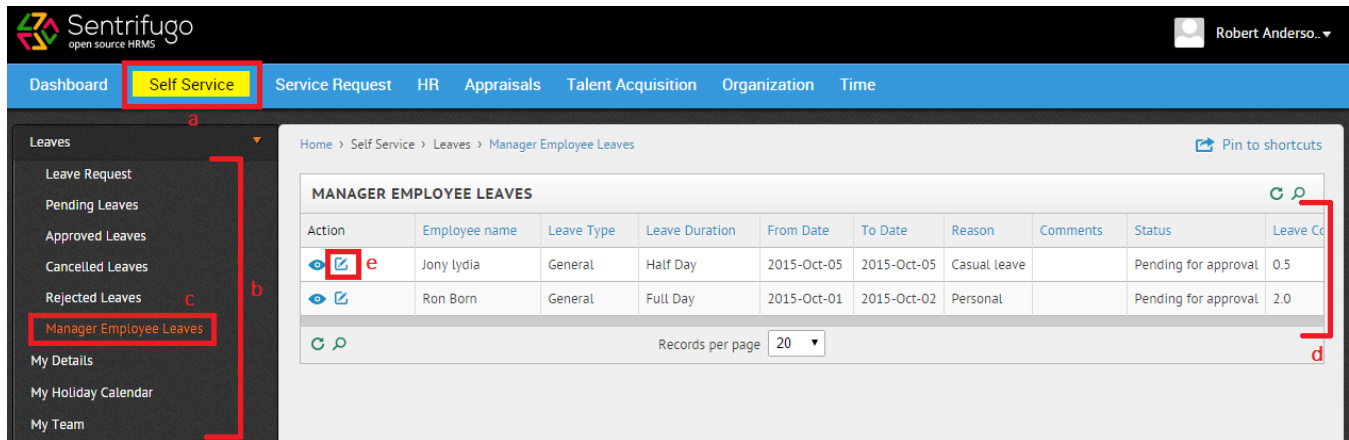 Sentrifugo
open source HRMS
Robert Anderso..
Dashboard Self Service Service Request HR Appraisals Talent Acquisition Organization Time
a
Leaves
Leave Request
Pending Leaves
Approved Leaves
Cancelled Leaves
Rejected Leaves
c
b
Manager Employee Leaves
My Details
My Holiday Calendar
My Team
Home › Self Service › Leaves › Manager Employee Leaves
Pin to shortcuts
MANAGER EMPLOYEE LEAVES
Action Employee name Leave Type Leave Duration From Date To Date Reason Comments Status Leave Co
e Jony lydia General Half Day 2015-Oct-05 2015-Oct-05 Casual leave Pending for approval 0.5
Ron Born General Full Day 2015-Oct-01 2015-Oct-02 Personal Pending for approval 2.0
Records per page 20
d